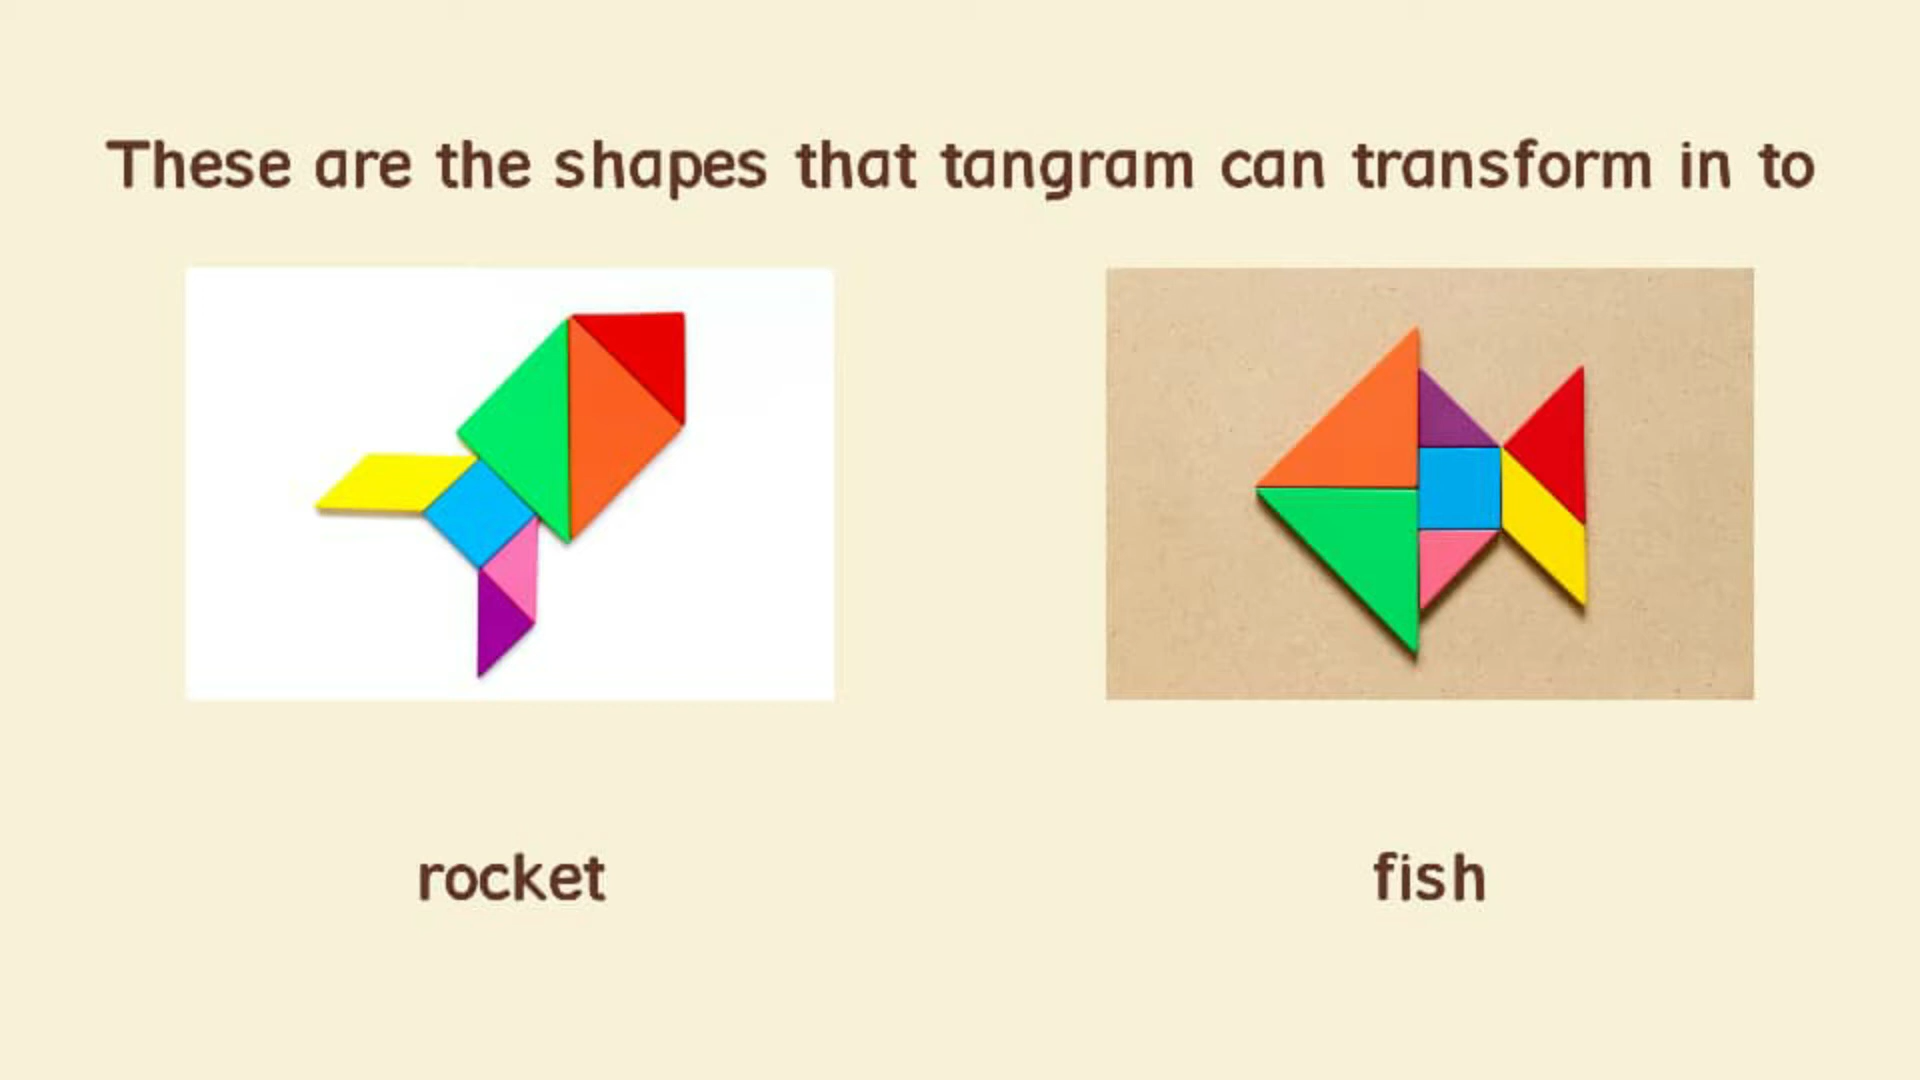 These are the shapes that tangram can transform in to
rocket
fish